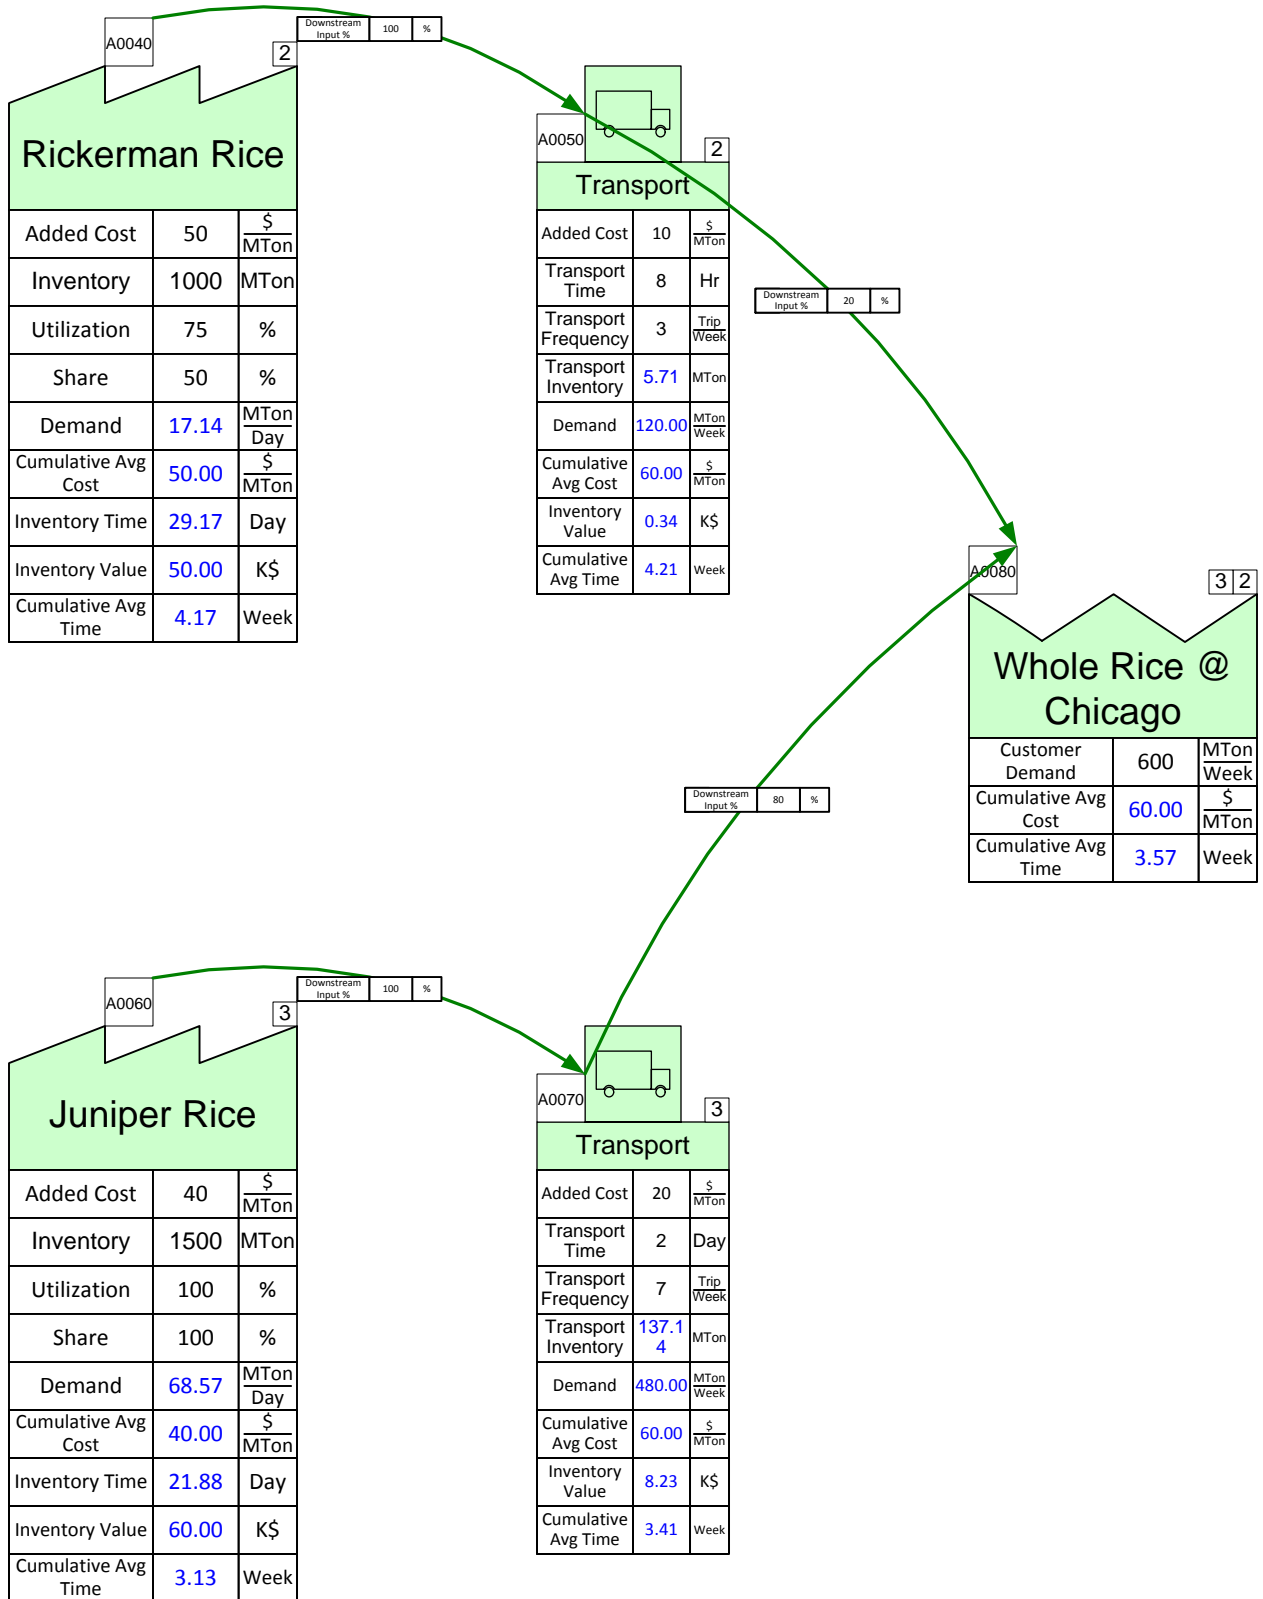 A0040
Downstream
Input %
100
%
2
Rickerman Rice
Added Cost
50
$
MTon
Inventory
1000
MTon
Utilization
75
%
Share
50
%
Demand
17.14
MTon
Day
Cumulative Avg
Cost
50.00
$
MTon
Inventory Time
29.17
Day
Inventory Value
50.00
K$
Cumulative Avg
Time
4.17
Week
A0050
2
Transport
Added Cost
10
$
MTon
Transport
Time
8
Hr
Transport
Frequency
3
Trip
Week
Transport
Inventory
5.71
MTon
Demand
120.00
MTon
Week
Cumulative
Avg Cost
60.00
$
MTon
Inventory
Value
0.34
K$
Cumulative
Avg Time
4.21
Week
Downstream
Input %
20
%
A0080
3
2
Whole Rice @
Chicago
Customer
Demand
600
MTon
Week
Cumulative Avg
Cost
60.00
$
MTon
Cumulative Avg
Time
3.57
Week
Downstream
Input %
80
%
A0060
Downstream
Input %
100
%
3
Juniper Rice
Added Cost
40
$
MTon
Inventory
1500
MTon
Utilization
100
%
Share
100
%
Demand
68.57
MTon
Day
Cumulative Avg
Cost
40.00
$
MTon
Inventory Time
21.88
Day
Inventory Value
60.00
K$
Cumulative Avg
Time
3.13
Week
A0070
3
Transport
Added Cost
20
$
MTon
Transport
Time
2
Day
Transport
Frequency
7
Trip
Week
Transport
Inventory
137.1
4
MTon
Demand
480.00
MTon
Week
Cumulative
Avg Cost
60.00
$
MTon
Inventory
Value
8.23
K$
Cumulative
Avg Time
3.41
Week